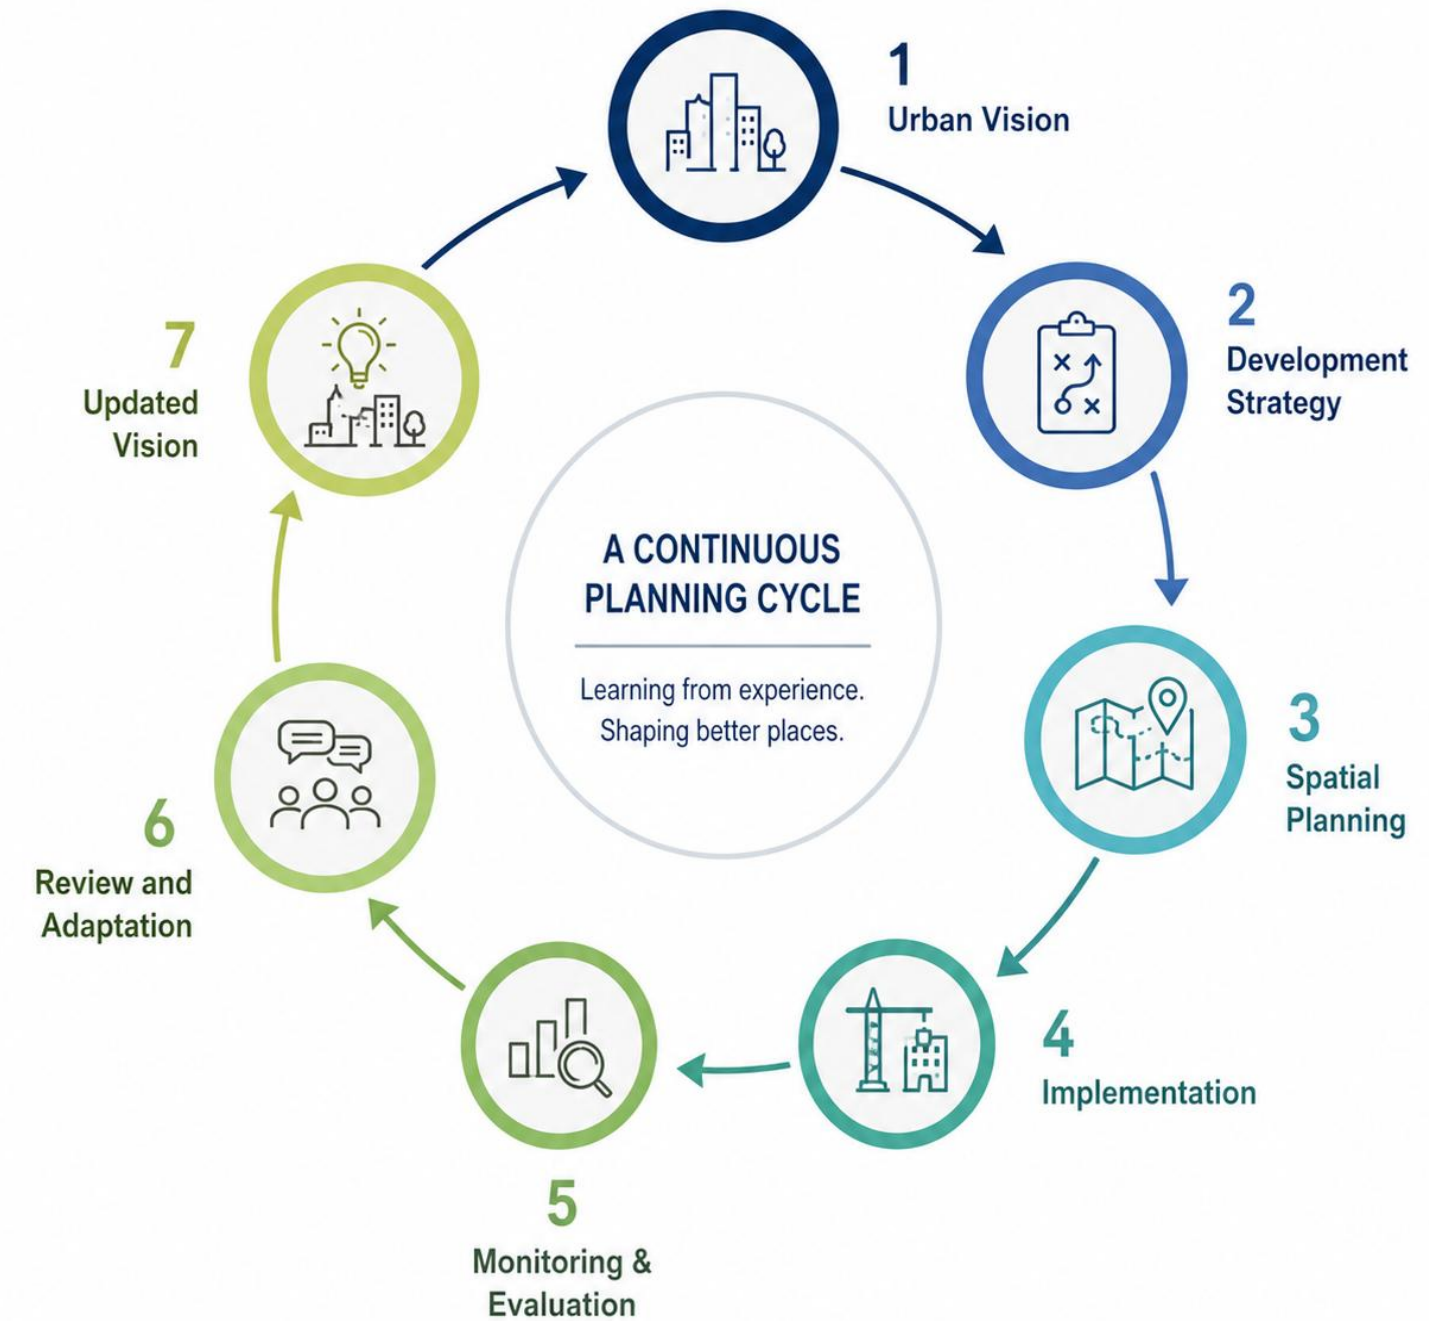 1
Urban Vision
2
Development
Strategy
3
Spatial
Planning
4
Implementation
5
Monitoring &
Evaluation
6
Review and
Adaptation
7
Updated
Vision
A CONTINUOUS
PLANNING CYCLE
Learning from experience.
Shaping better places.